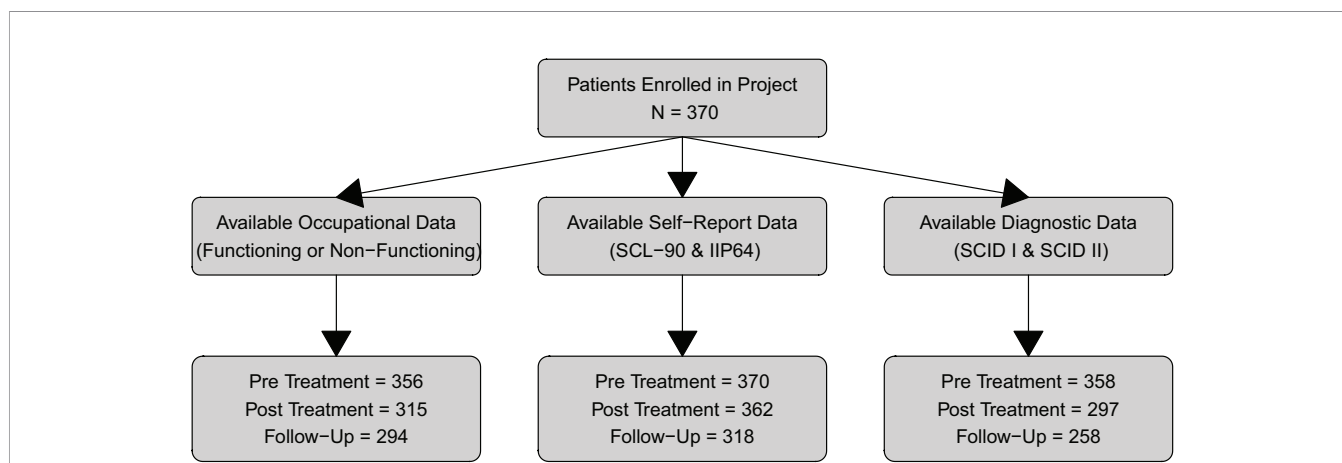 Patients Enrolled in Project
N = 370
Available Occupational Data
(Functioning or Non−Functioning)
Available Self−Report Data
(SCL−90 & IIP64)
Available Diagnostic Data
(SCID I & SCID II)
Pre Treatment = 356
Post Treatment = 315
Follow−Up = 294
Pre Treatment = 370
Post Treatment = 362
Follow−Up = 318
Pre Treatment = 358
Post Treatment = 297
Follow−Up = 258